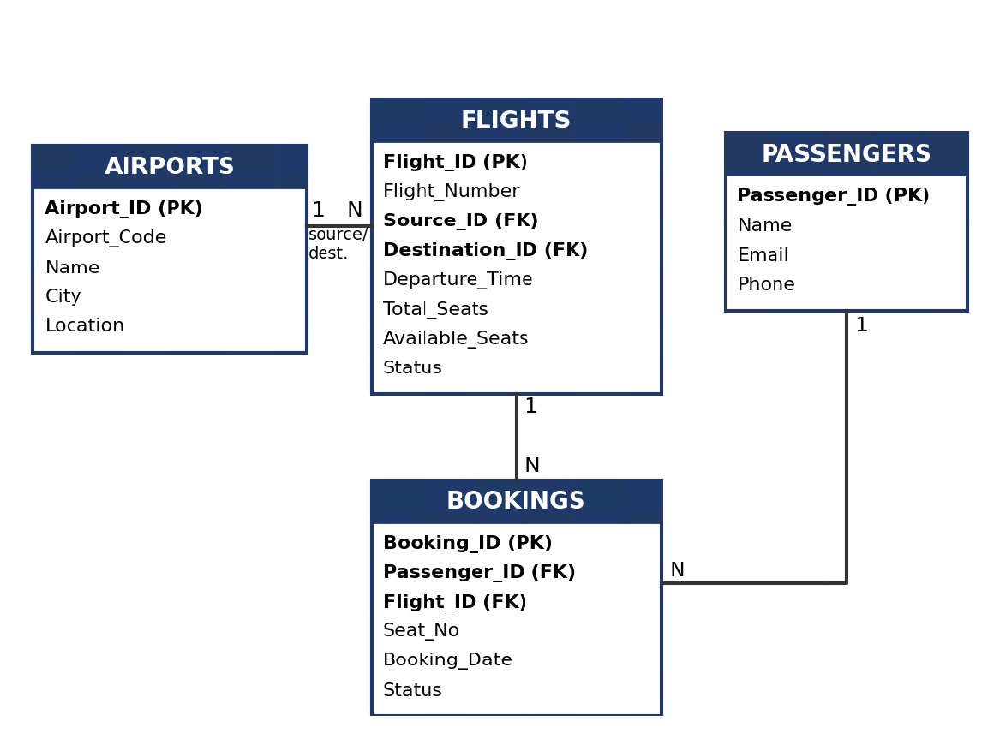 AIRPORTS
Airport_ID (PK)
Airport_Code
Name
City
Location
1 N
source/
dest.
FLIGHTS
Flight_ID (PK)
Flight_Number
Source_ID (FK)
Destination_ID (FK)
Departure_Time
Total_Seats
Available_Seats
Status
1
N
PASSENGERS
Passenger_ID (PK)
Name
Email
Phone
1
N
BOOKINGS
Booking_ID (PK)
Passenger_ID (FK)
Flight_ID (FK)
Seat_No
Booking_Date
Status